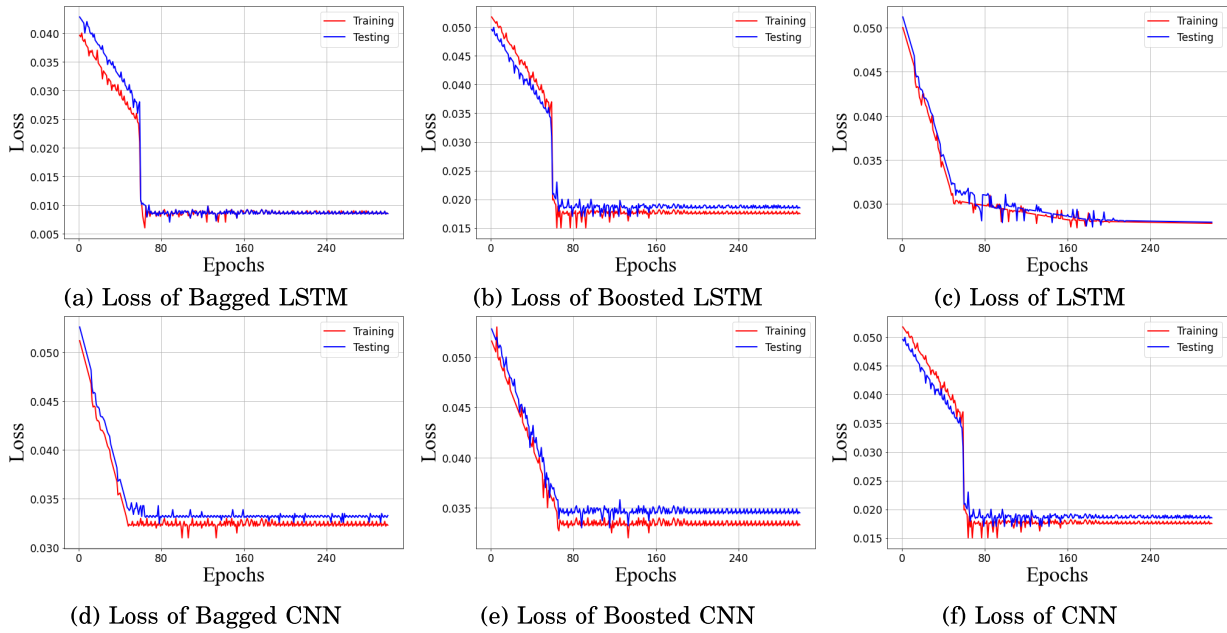 Training
Testing
0.040
0.035
0.030
0.025
0.020
0.015
0.010
0.005
Loss
0
80
160
240
Epochs
(a) Loss of Bagged LSTM
Training
Testing
0.050
0.045
0.040
0.035
0.030
0.025
0.020
0.015
Loss
0
80
160
240
Epochs
(b) Loss of Boosted LSTM
Training
Testing
0.050
0.045
0.040
0.035
0.030
Loss
0
80
160
240
Epochs
(c) Loss of LSTM
Training
Testing
0.050
0.045
0.040
0.035
0.030
Loss
0
80
160
240
Epochs
(d) Loss of Bagged CNN
Training
Testing
0.050
0.045
0.040
0.035
Loss
0
80
160
240
Epochs
(e) Loss of Boosted CNN
Training
Testing
0.050
0.045
0.040
0.035
0.030
0.025
0.020
0.015
Loss
0
80
160
240
Epochs
(f) Loss of CNN